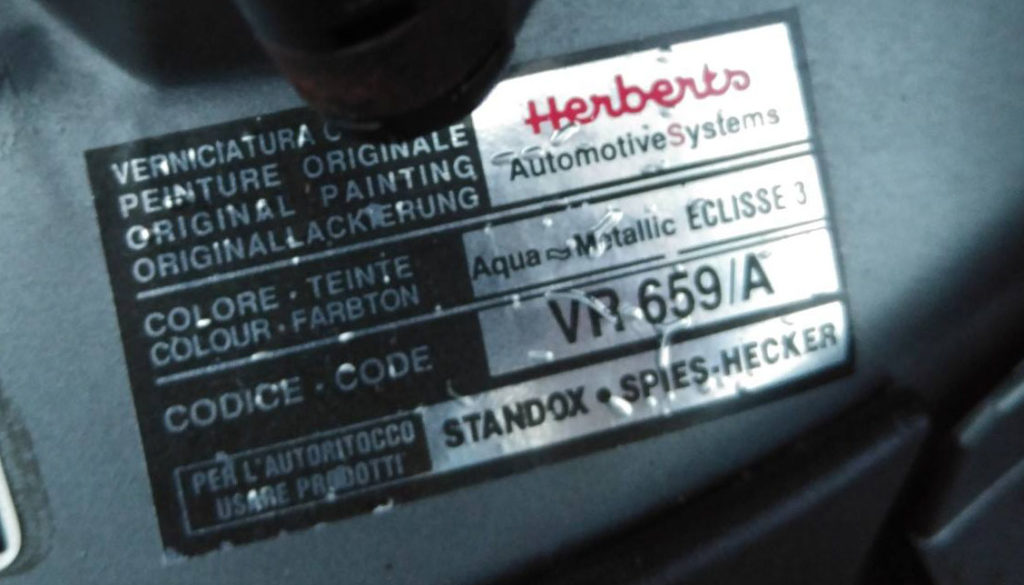 Herberts
AutomotiveSystems
VERNICIATURA
PEINTURE ORIGINALE
ORIGINAL PAINTING
ORIGINALLACKIERUNG
COLORE · TEINTE
COLOUR · FARBTON
Aqua~Metallic ECLISSE 3
CODICE · CODE
VR 659/A
PER L'AUTORITOCCO
USARE PRODOTTI
STANDOX • SPIES-HECKER